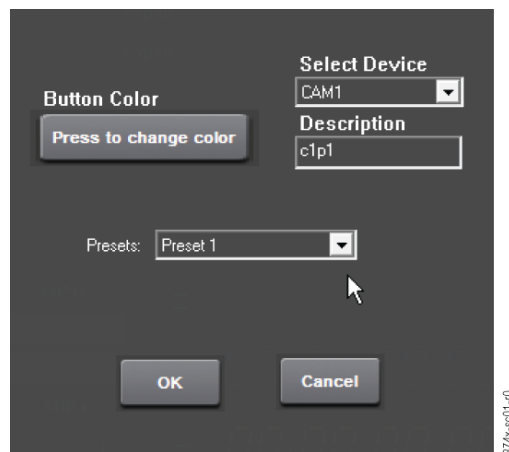 Select Device
CAM1
Button Color
Press to change color
Description
c1p1
Presets: Preset 1
OK
Cancel